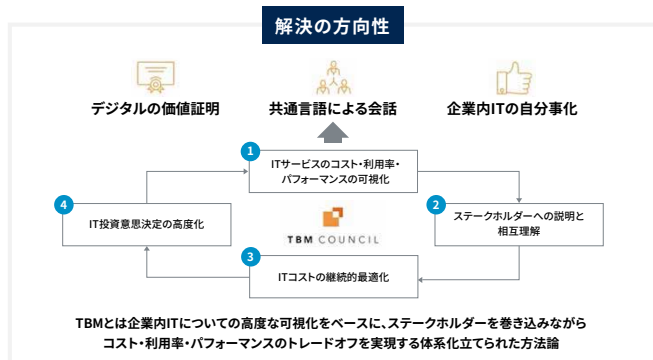 解決の方向性
デジタルの価値証明
共通言語による会話
企業内ITの自分事化
1
ITサービスのコスト・利用率・
パフォーマンスの可視化
4
IT投資意思決定の高度化
TBM COUNCIL
2
ステークホルダーへの説明と
相互理解
3
ITコストの継続的最適化
TBMとは企業内ITについての高度な可視化をベースに、ステークホルダーを巻き込みながら
コスト・利用率・パフォーマンスのトレードオフを実現する体系化立てられた方法論